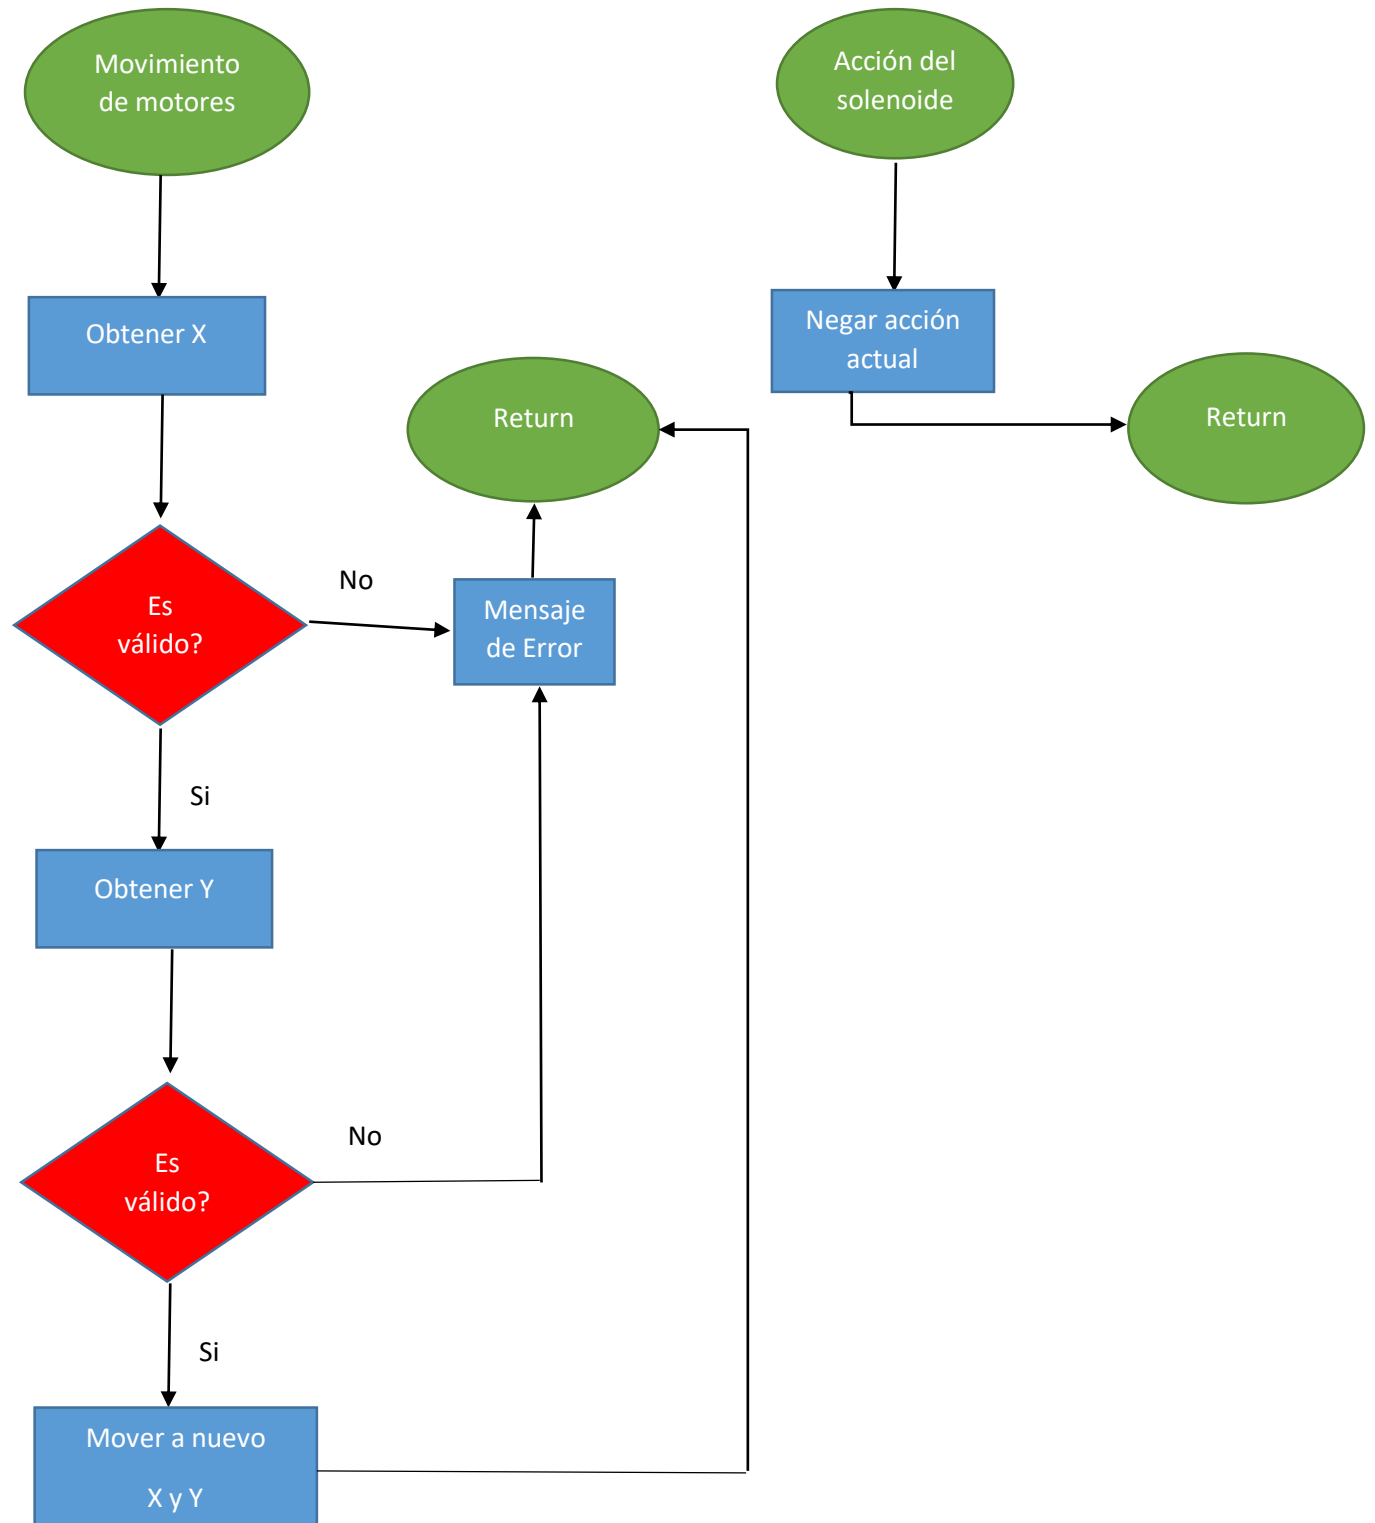 Movimiento
de motores
Acción del
solenoide
Obtener X
Negar acción
actual
Return
Return
No
Es
válido?
Mensaje
de Error
Si
Obtener Y
No
Es
válido?
Si
Mover a nuevo
X y Y